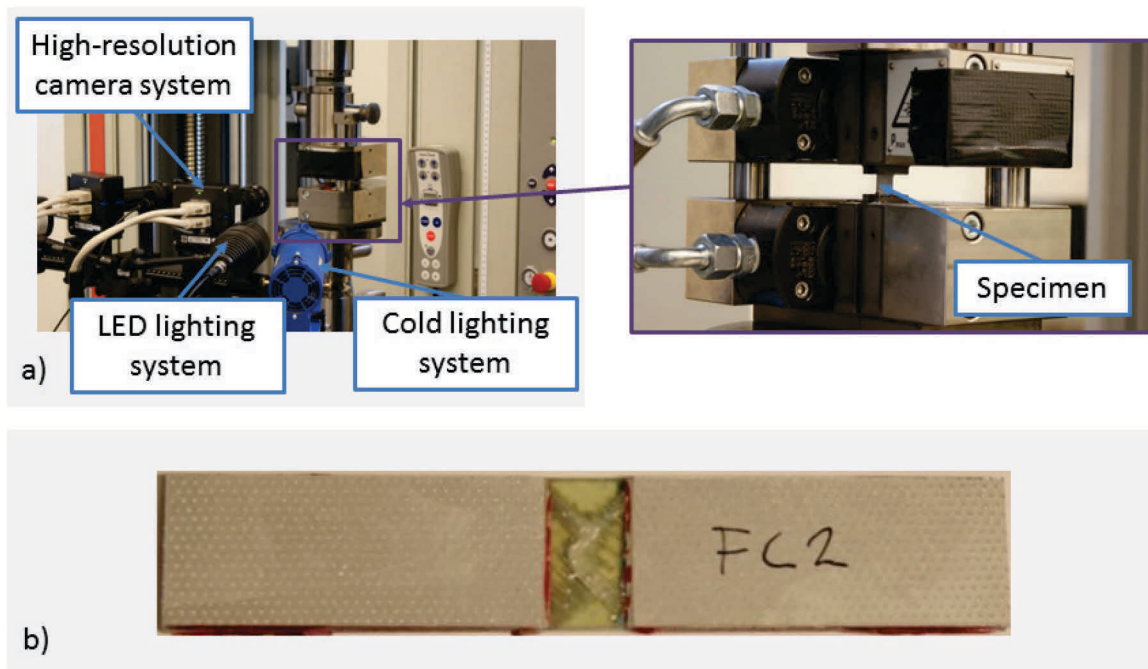 High-resolution
camera system
LED lighting
system
Cold lighting
system
Specimen
a)
FC2
b)